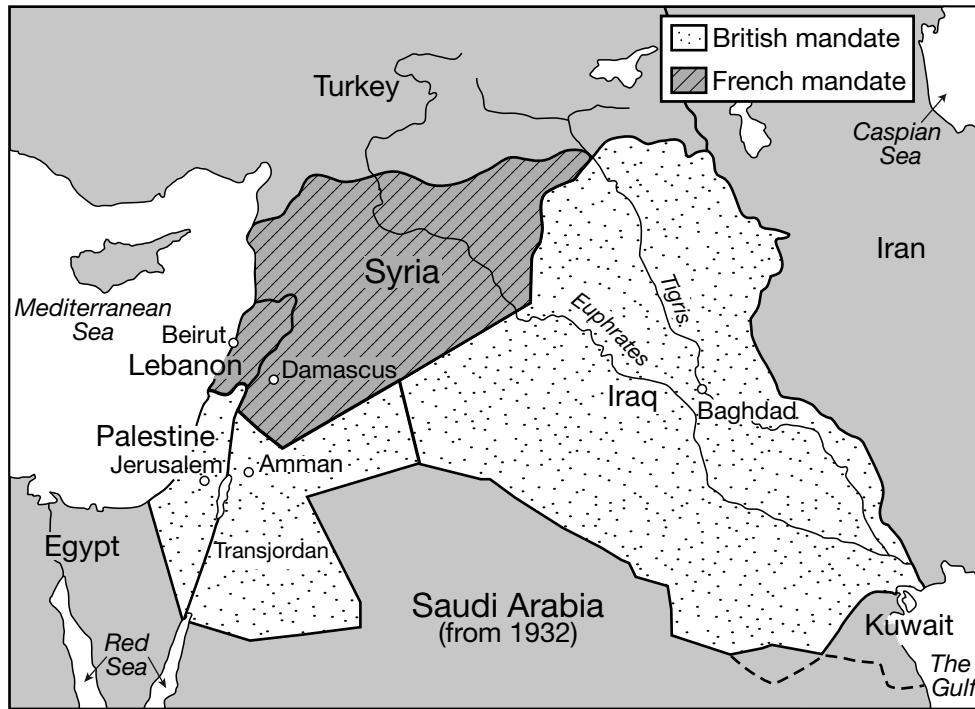 British mandate
French mandate
Turkey
Caspian
Sea
Iran
Syria
Mediterranean
Sea
Tigris
Euphrates
Beirut
Lebanon
Damascus
Iraq
Baghdad
Palestine
Jerusalem
Amman
Egypt
Transjordan
Saudi Arabia
(from 1932)
Kuwait
Red
Sea
The
Gulf